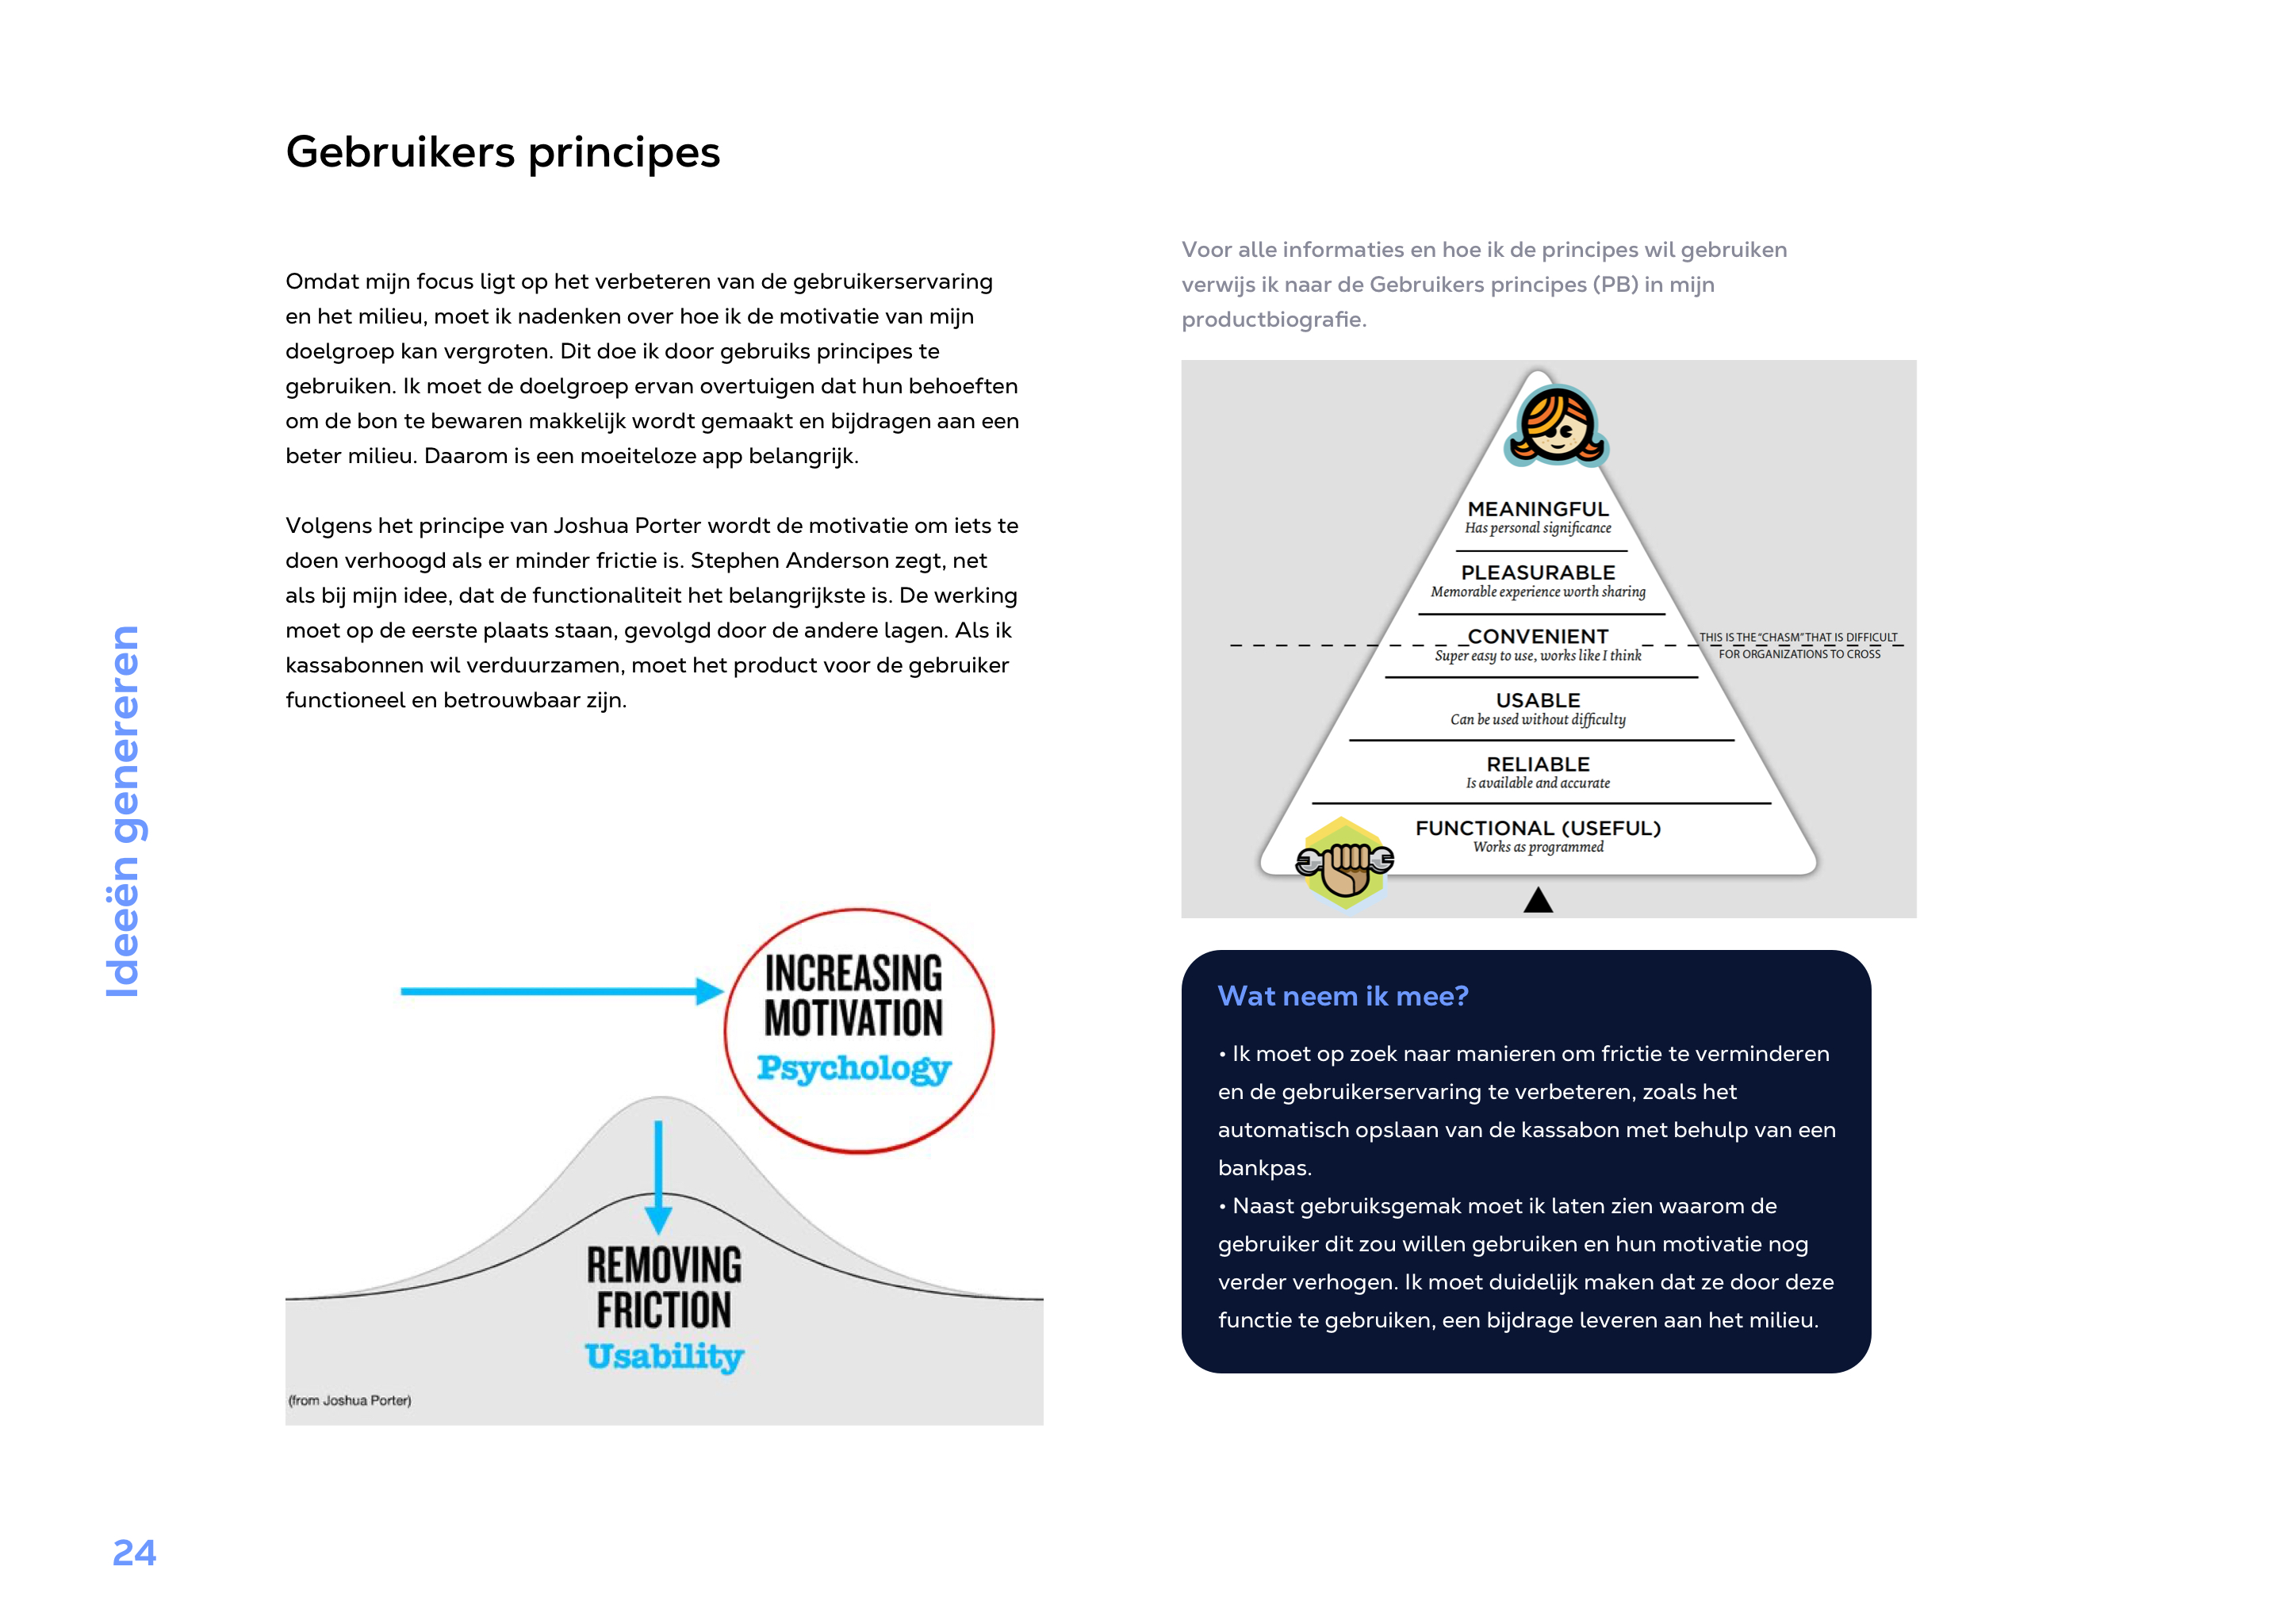 Gebruikers principes
Omdat mijn focus ligt op het verbeteren van de gebruikerservaring
en het milieu, moet ik nadenken over hoe ik de motivatie van mijn
doelgroep kan vergroten. Dit doe ik door gebruiks principes te
gebruiken. Ik moet de doelgroep ervan overtuigen dat hun behoeften
om de bon te bewaren makkelijk wordt gemaakt en bijdragen aan een
beter milieu. Daarom is een moeiteloze app belangrijk.
Volgens het principe van Joshua Porter wordt de motivatie om iets te
doen verhoogd als er minder frictie is. Stephen Anderson zegt, net
als bij mijn idee, dat de functionaliteit het belangrijkste is. De werking
moet op de eerste plaats staan, gevolgd door de andere lagen. Als ik
kassabonnen wil verduurzamen, moet het product voor de gebruiker
functioneel en betrouwbaar zijn.
INCREASING
MOTIVATION
Psychology
REMOVING
FRICTION
Usability
(from Joshua Porter)
Voor alle informaties en hoe ik de principes wil gebruiken
verwijs ik naar de Gebruikers principes (PB) in mijn
productbiografie.
MEANINGFUL
Has personal significance
PLEASURABLE
Memorable experience worth sharing
CONVENIENT
Super easy to use, works like I think
THIS IS THE "CHASM" THAT IS DIFFICULT
FOR ORGANIZATIONS TO CROSS
USABLE
Can be used without difficulty
RELIABLE
Is available and accurate
FUNCTIONAL (USEFUL)
Works as programmed
Wat neem ik mee?
• Ik moet op zoek naar manieren om frictie te verminderen
en de gebruikerservaring te verbeteren, zoals het
automatisch opslaan van de kassabon met behulp van een
bankpas.
• Naast gebruiksgemak moet ik laten zien waarom de
gebruiker dit zou willen gebruiken en hun motivatie nog
verder verhogen. Ik moet duidelijk maken dat ze door deze
functie te gebruiken, een bijdrage leveren aan het milieu.
Ideeën genereren
24